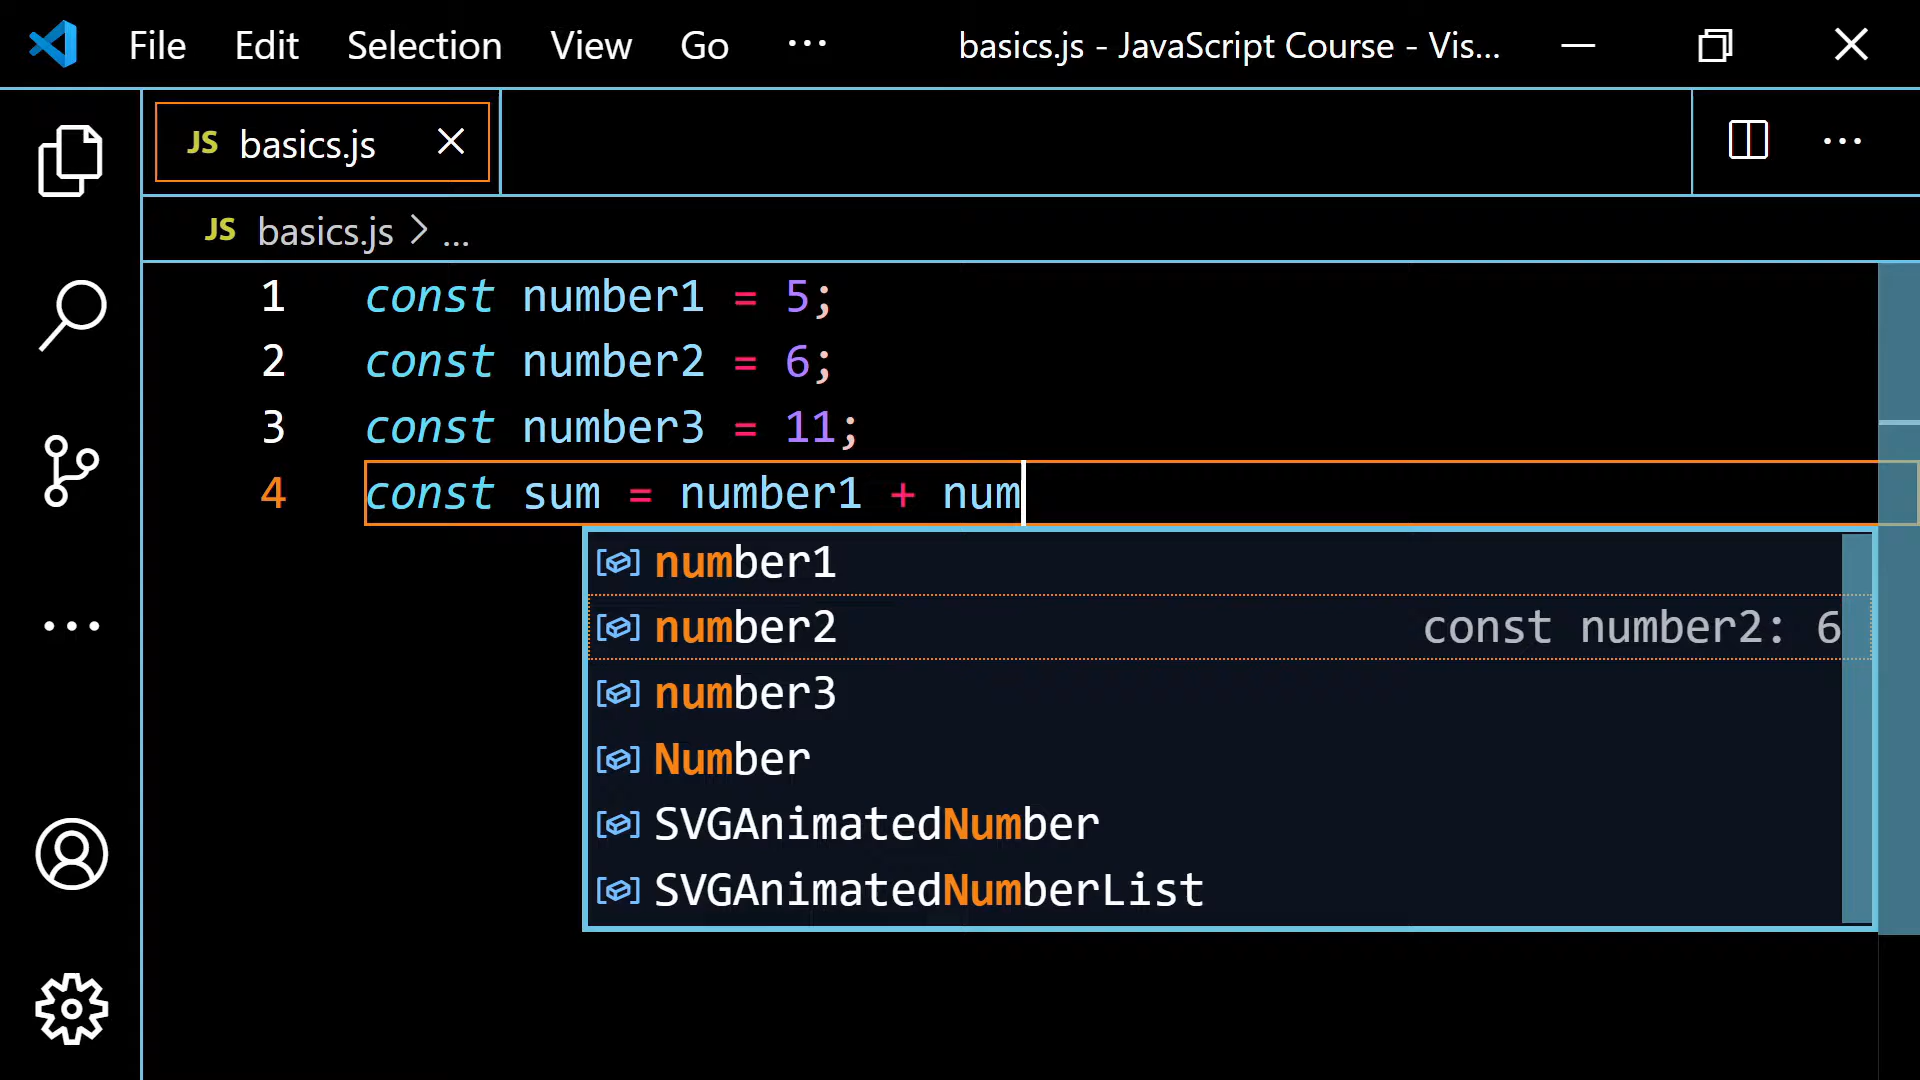 File Edit Selection View Go ··· basics.js - JavaScript Course - Vis...
JS basics.js
JS basics.js > ...
1 const number1 = 5;
2 const number2 = 6;
3 const number3 = 11;
4 const sum = number1 + num
number1
number2 const number2: 6
number3
Number
SVGAnimatedNumber
SVGAnimatedNumberList